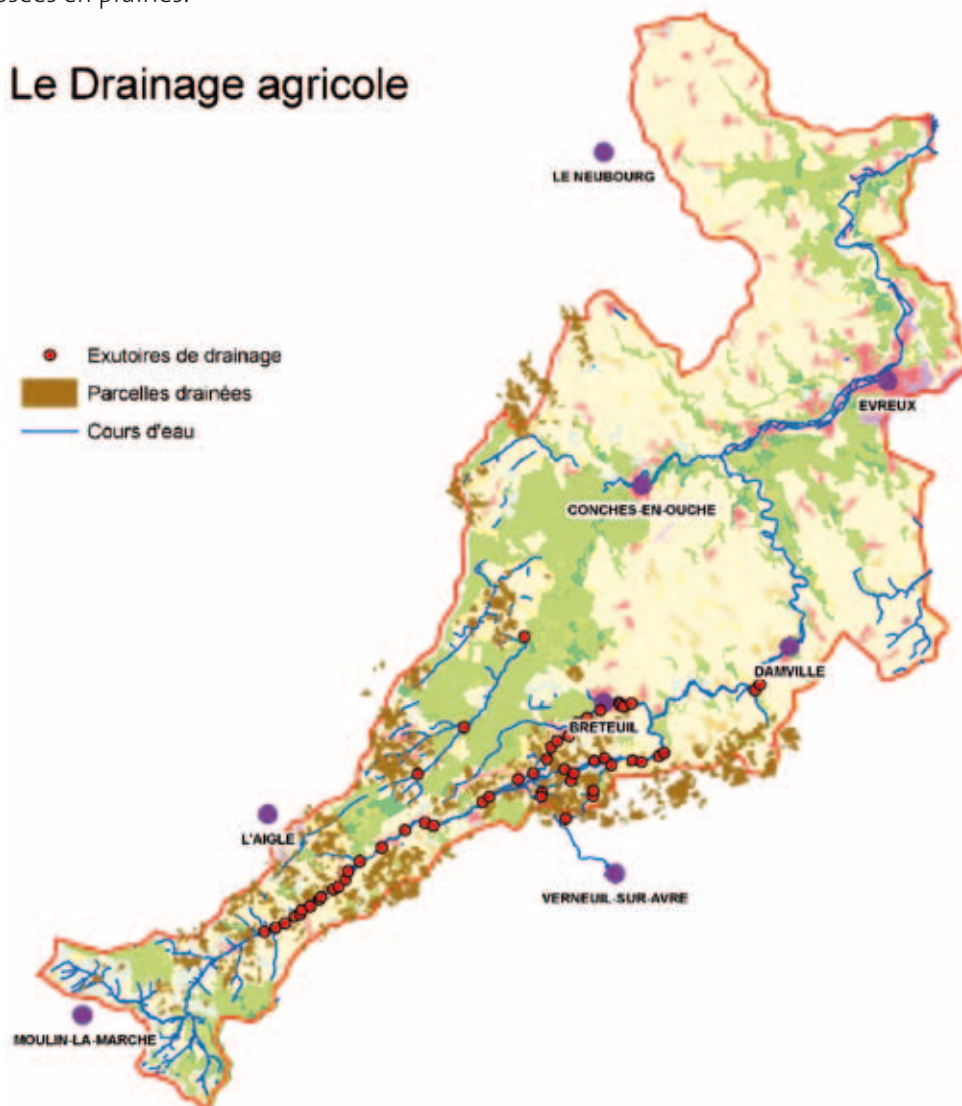 Le Drainage agricole
LE NEUBOURG
Exutoires de drainage
Parcelles drainées
Cours d'eau
EVREUX
CONCHES-EN-OUCHE
DAMVILLE
BRETEUIL
L'AIGLE
VERNEUIL-SUR-AVRE
MOULIN-LA-MARCHE